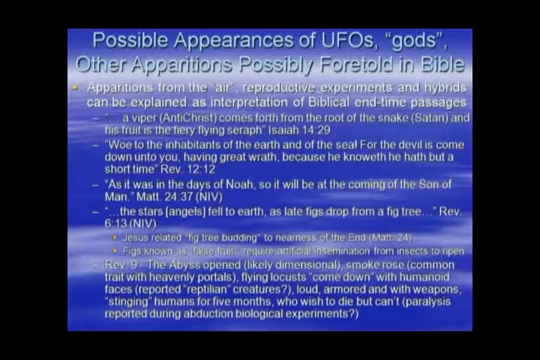 Possible Appearances of UFOs, "gods",
Other Apparitions Possibly Foretold in Bible
Apparitions from the "air", reproductive experiments and hybrids
can be explained as interpretation of Biblical end-time passages
– "... a viper (AntiChrist) comes forth from the root of the snake (Satan) and
his fruit is the fiery flying seraph" Isaiah 14:29
– "Woe to the inhabitants of the earth and of the sea! For the devil is come
down unto you, having great wrath, because he knoweth he hath but a
short time" Rev. 12:12
– "As it was in the days of Noah, so it will be at the coming of the Son of
Man." Matt. 24:37 (NIV)
– "...the stars [angels] fell to earth, as late figs drop from a fig tree..." Rev.
6:13 (NIV)
Jesus related "fig tree budding" to nearness of the End (Matt. 24)
Figs known as "false fruit", require artificial insemination from insects to ripen
– Rev. 9 - The Abyss opened (likely dimensional), smoke rose (common
trait with heavenly portals), flying locusts "come down" with humanoid
faces (reported "reptilian" creatures?), loud, armored and with weapons,
"stinging" humans for five months, who wish to die but can't (paralysis
reported during abduction biological experiments?)